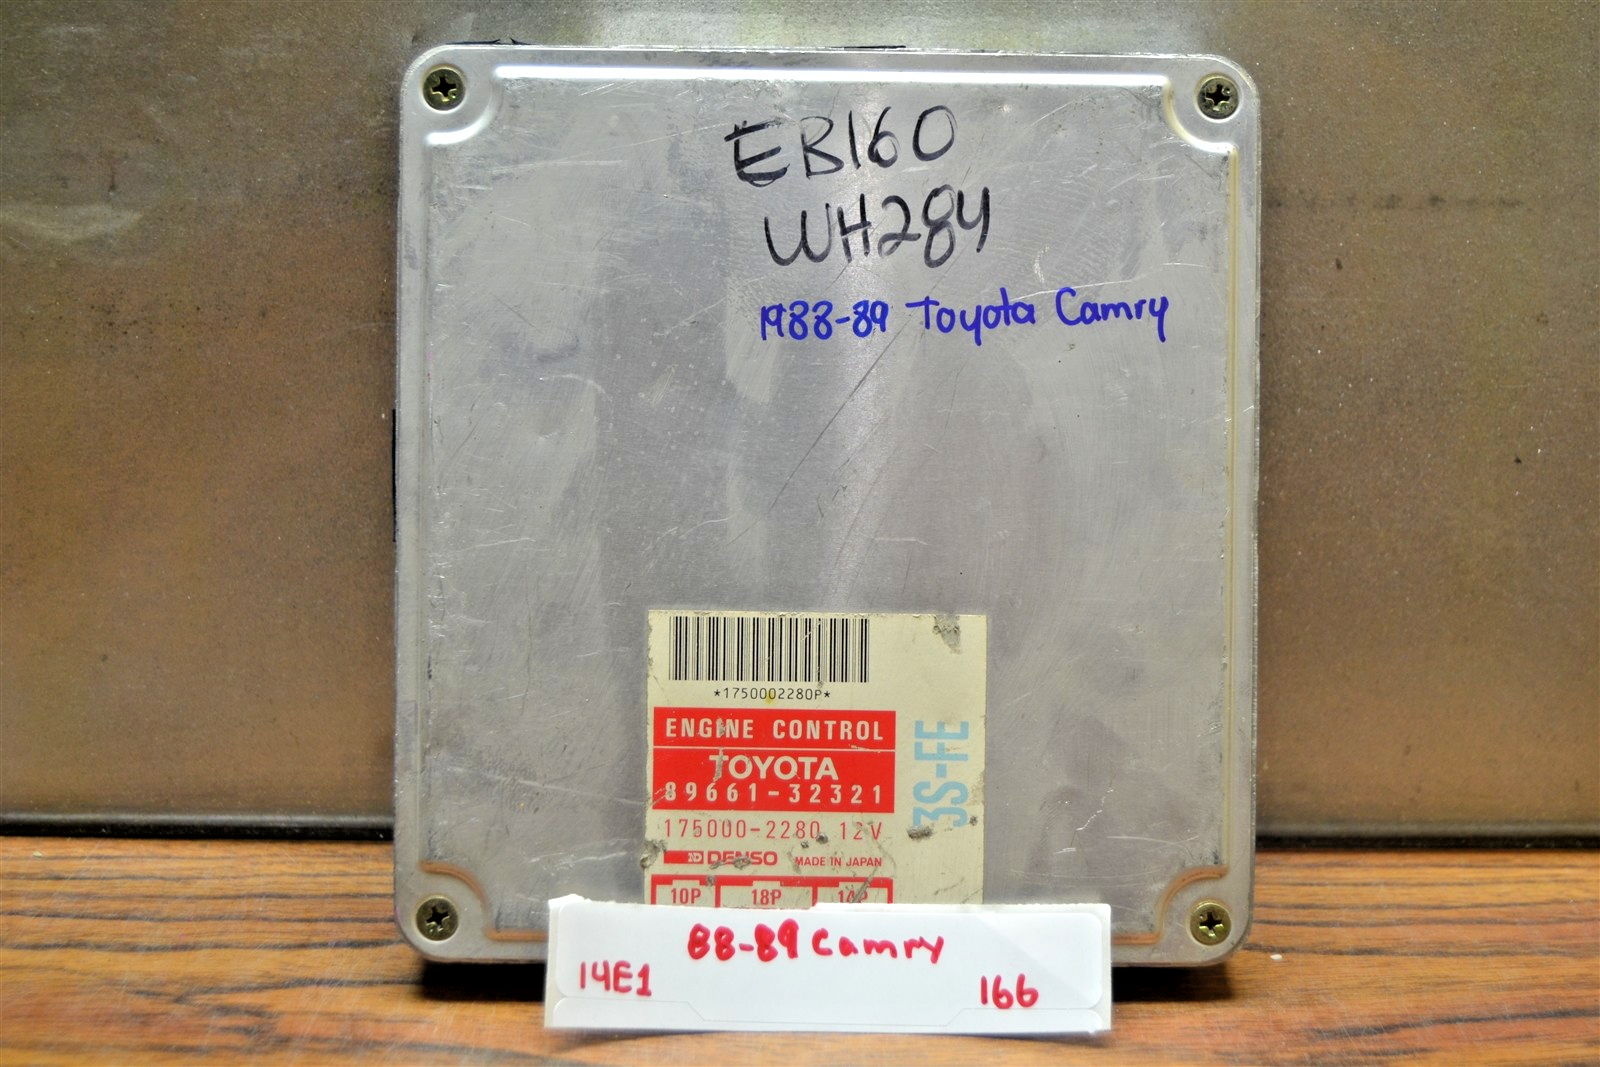 EB160
WH284
1988-89 Toyota Camry
*1750002280P*
ENGINE CONTROL
TOYOTA
89661-32321
175000-2280 12V
DENSO MADE IN JAPAN
10P 18P 14P
3S-FE
88-89 Camry
14E1 166